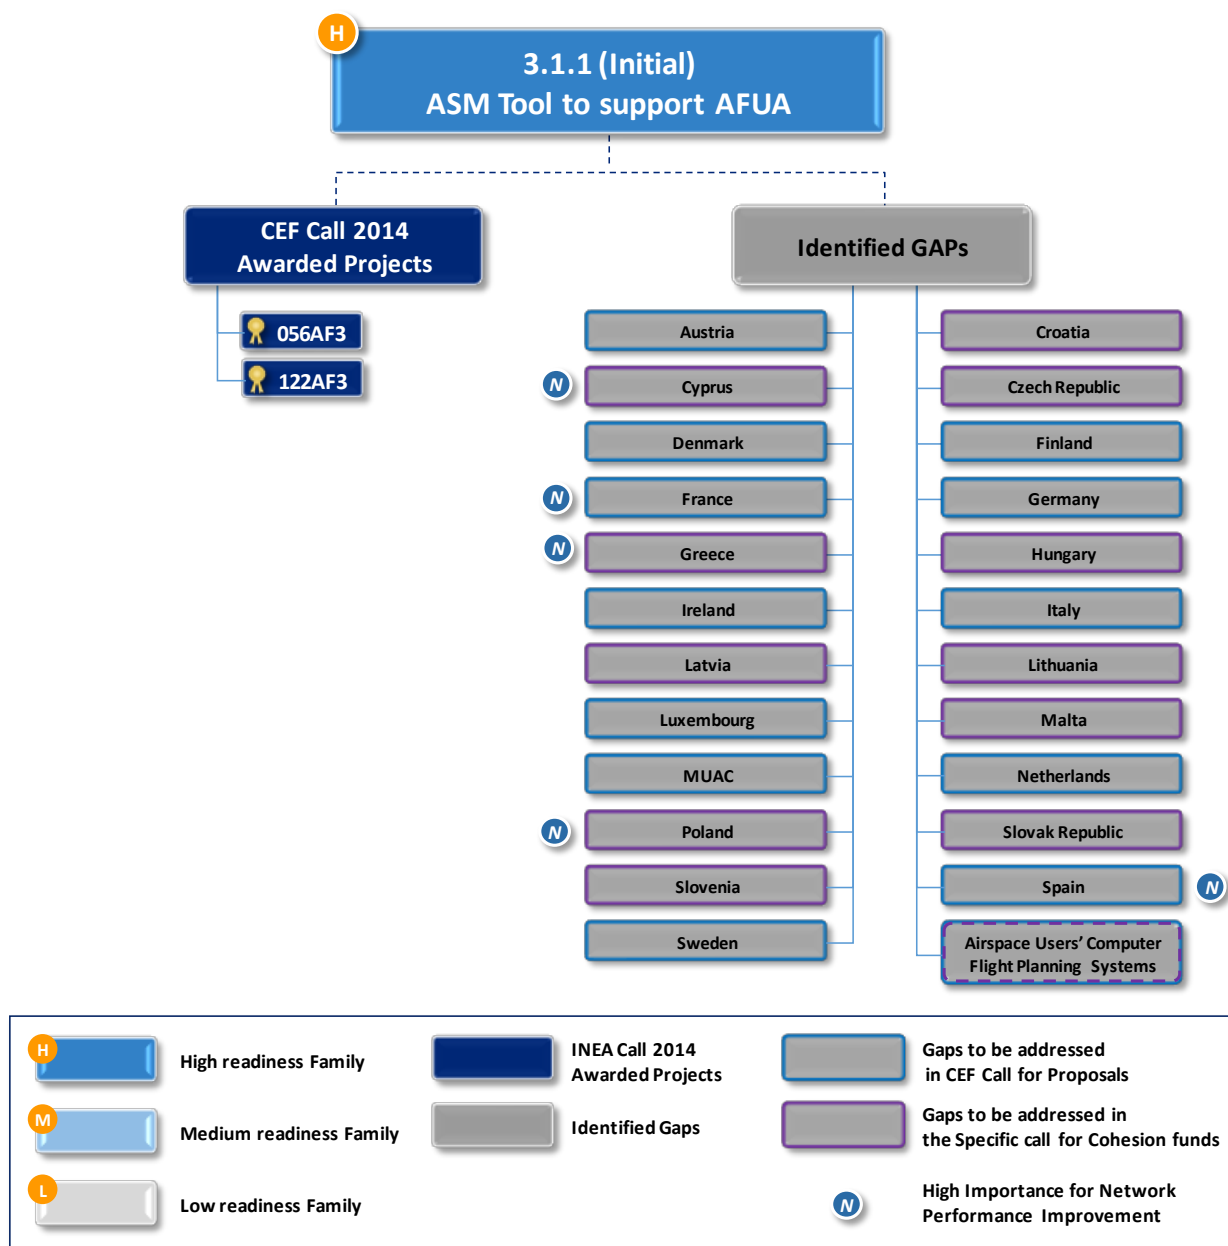 H
3.1.1 (Initial)
ASM Tool to support AFUA
CEF Call 2014
Awarded Projects
056AF3
122AF3
Identified GAPs
Austria
N
Cyprus
Denmark
N
France
N
Greece
Ireland
Latvia
Luxembourg
MUAC
N
Poland
Slovenia
Sweden
Croatia
Czech Republic
Finland
Germany
Hungary
Italy
Lithuania
Malta
Netherlands
Slovak Republic
Spain
N
Airspace Users' Computer
Flight Planning Systems
H
High readiness Family
M
Medium readiness Family
L
Low readiness Family
INEA Call 2014
Awarded Projects
Identified Gaps
Gaps to be addressed
in CEF Call for Proposals
Gaps to be addressed in
the Specific call for Cohesion funds
N
High Importance for Network
Performance Improvement